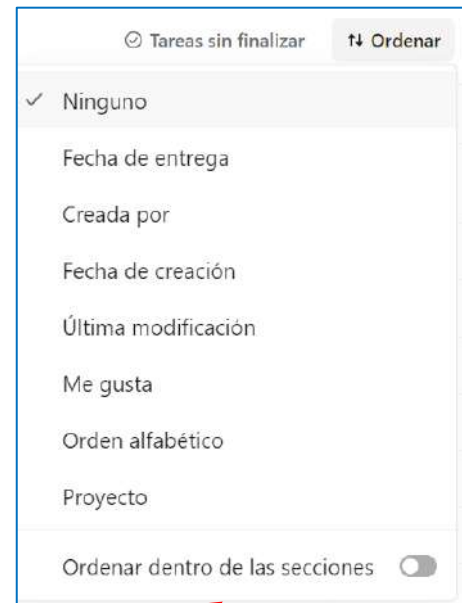 Tareas sin finalizar Ordenar
Ninguno
Fecha de entrega
Creada por
Fecha de creación
Última modificación
Me gusta
Orden alfabético
Proyecto
Ordenar dentro de las secciones